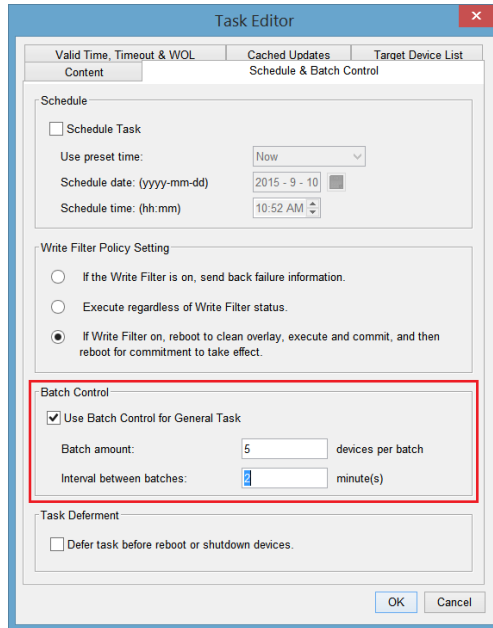 Task Editor
Valid Time, Timeout & WOL
Cached Updates
Target Device List
Content
Schedule & Batch Control
Schedule
Schedule Task
Use preset time:
Now
Schedule date: (yyyy-mm-dd)
2015 - 9 - 10
Schedule time: (hh:mm)
10:52 AM
Write Filter Policy Setting
If the Write Filter is on, send back failure information.
Execute regardless of Write Filter status.
If Write Filter on, reboot to clean overlay, execute and commit, and then
reboot for commitment to take effect.
Batch Control
Use Batch Control for General Task
Batch amount:
5
devices per batch
Interval between batches:
2
minute(s)
Task Deferment
Defer task before reboot or shutdown devices.
OK
Cancel